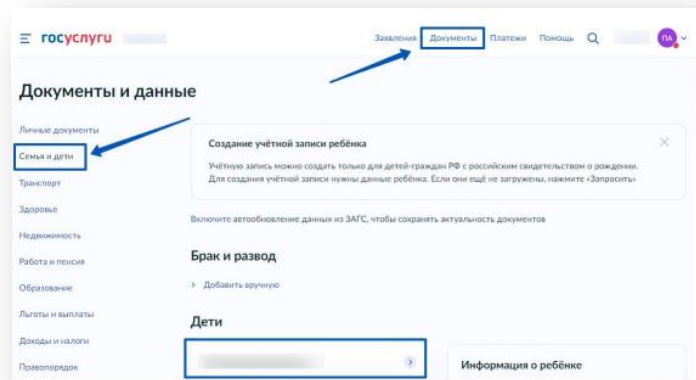 госуслуги
Заявления Документы Платежи Помощь ПА
Документы и данные
Личные документы
Семья и дети
Транспорт
Здоровье
Недвижимость
Работа и пенсия
Образование
Льготы и выплаты
Доходы и налоги
Правопорядок
Создание учётной записи ребёнка
Учётную запись можно создать только для детей-граждан РФ с российским свидетельством о рождении.
Для создания учётной записи нужны данные ребёнка. Если они ещё не загружены, нажмите «Запросить»
Включите автообновление данных из ЗАГС, чтобы сохранять актуальность документов
Брак и развод
Добавить вручную
Дети
Информация о ребёнке